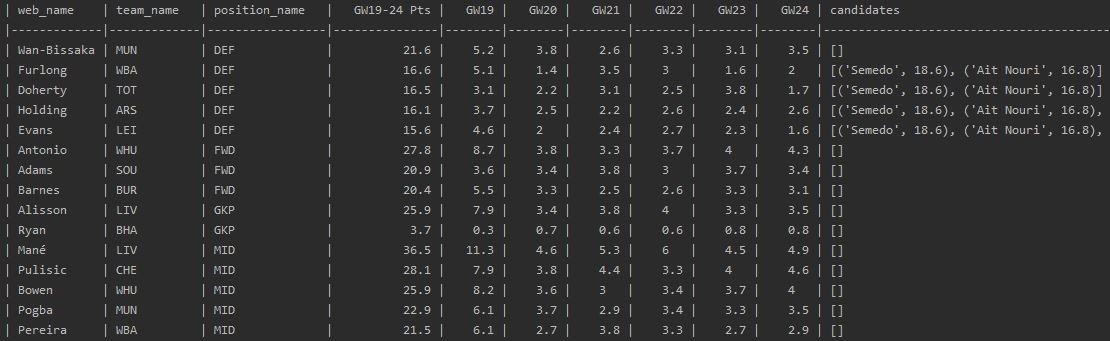 | web_name | team_name | position_name | GW19-24 Pts | GW19 | GW20 | GW21 | GW22 | GW23 | GW24 | candidates
|------------|-------------|-----------------|---------------|--------|--------|--------|--------|--------|--------|--------------------------------------
| Wan-Bissaka | MUN | DEF | 21.6 | 5.2 | 3.8 | 2.6 | 3.3 | 3.1 | 3.5 | []
| Furlong | WBA | DEF | 16.6 | 5.1 | 1.4 | 3.5 | 3 | 1.6 | 2 | [('Semedo', 18.6), ('Ait Nouri', 16.8)]
| Doherty | TOT | DEF | 16.5 | 3.1 | 2.2 | 3.1 | 2.5 | 3.8 | 1.7 | [('Semedo', 18.6), ('Ait Nouri', 16.8)]
| Holding | ARS | DEF | 16.1 | 3.7 | 2.5 | 2.2 | 2.6 | 2.4 | 2.6 | [('Semedo', 18.6), ('Ait Nouri', 16.8),
| Evans | LEI | DEF | 15.6 | 4.6 | 2 | 2.4 | 2.7 | 2.3 | 1.6 | [('Semedo', 18.6), ('Ait Nouri', 16.8),
| Antonio | WHU | FWD | 27.8 | 8.7 | 3.8 | 3.3 | 3.7 | 4 | 4.3 | []
| Adams | SOU | FWD | 20.9 | 3.6 | 3.4 | 3.8 | 3 | 3.7 | 3.4 | []
| Barnes | BUR | FWD | 20.4 | 5.5 | 3.3 | 2.5 | 2.6 | 3.3 | 3.1 | []
| Alisson | LIV | GKP | 25.9 | 7.9 | 3.4 | 3.8 | 4 | 3.3 | 3.5 | []
| Ryan | BHA | GKP | 3.7 | 0.3 | 0.7 | 0.6 | 0.6 | 0.8 | 0.8 | []
| Mané | LIV | MID | 36.5 | 11.3 | 4.6 | 5.3 | 6 | 4.5 | 4.9 | []
| Pulisic | CHE | MID | 28.1 | 7.9 | 3.8 | 4.4 | 3.3 | 4 | 4.6 | []
| Bowen | WHU | MID | 25.9 | 8.2 | 3.6 | 3 | 3.4 | 3.7 | 4 | []
| Pogba | MUN | MID | 22.9 | 6.1 | 3.7 | 2.9 | 3.4 | 3.3 | 3.5 | []
| Pereira | WBA | MID | 21.5 | 6.1 | 2.7 | 3.8 | 3.3 | 2.7 | 2.9 | []